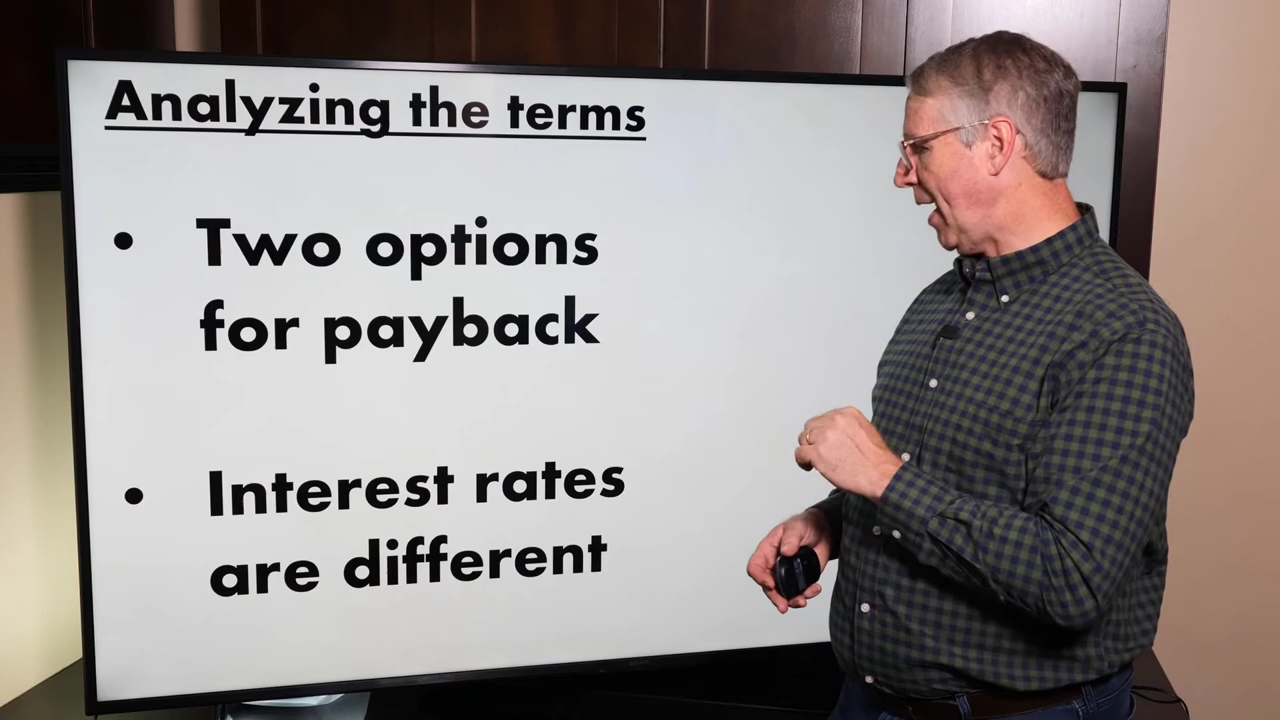 Analyzing the terms
• Two options
for payback
• Interest rates
are different